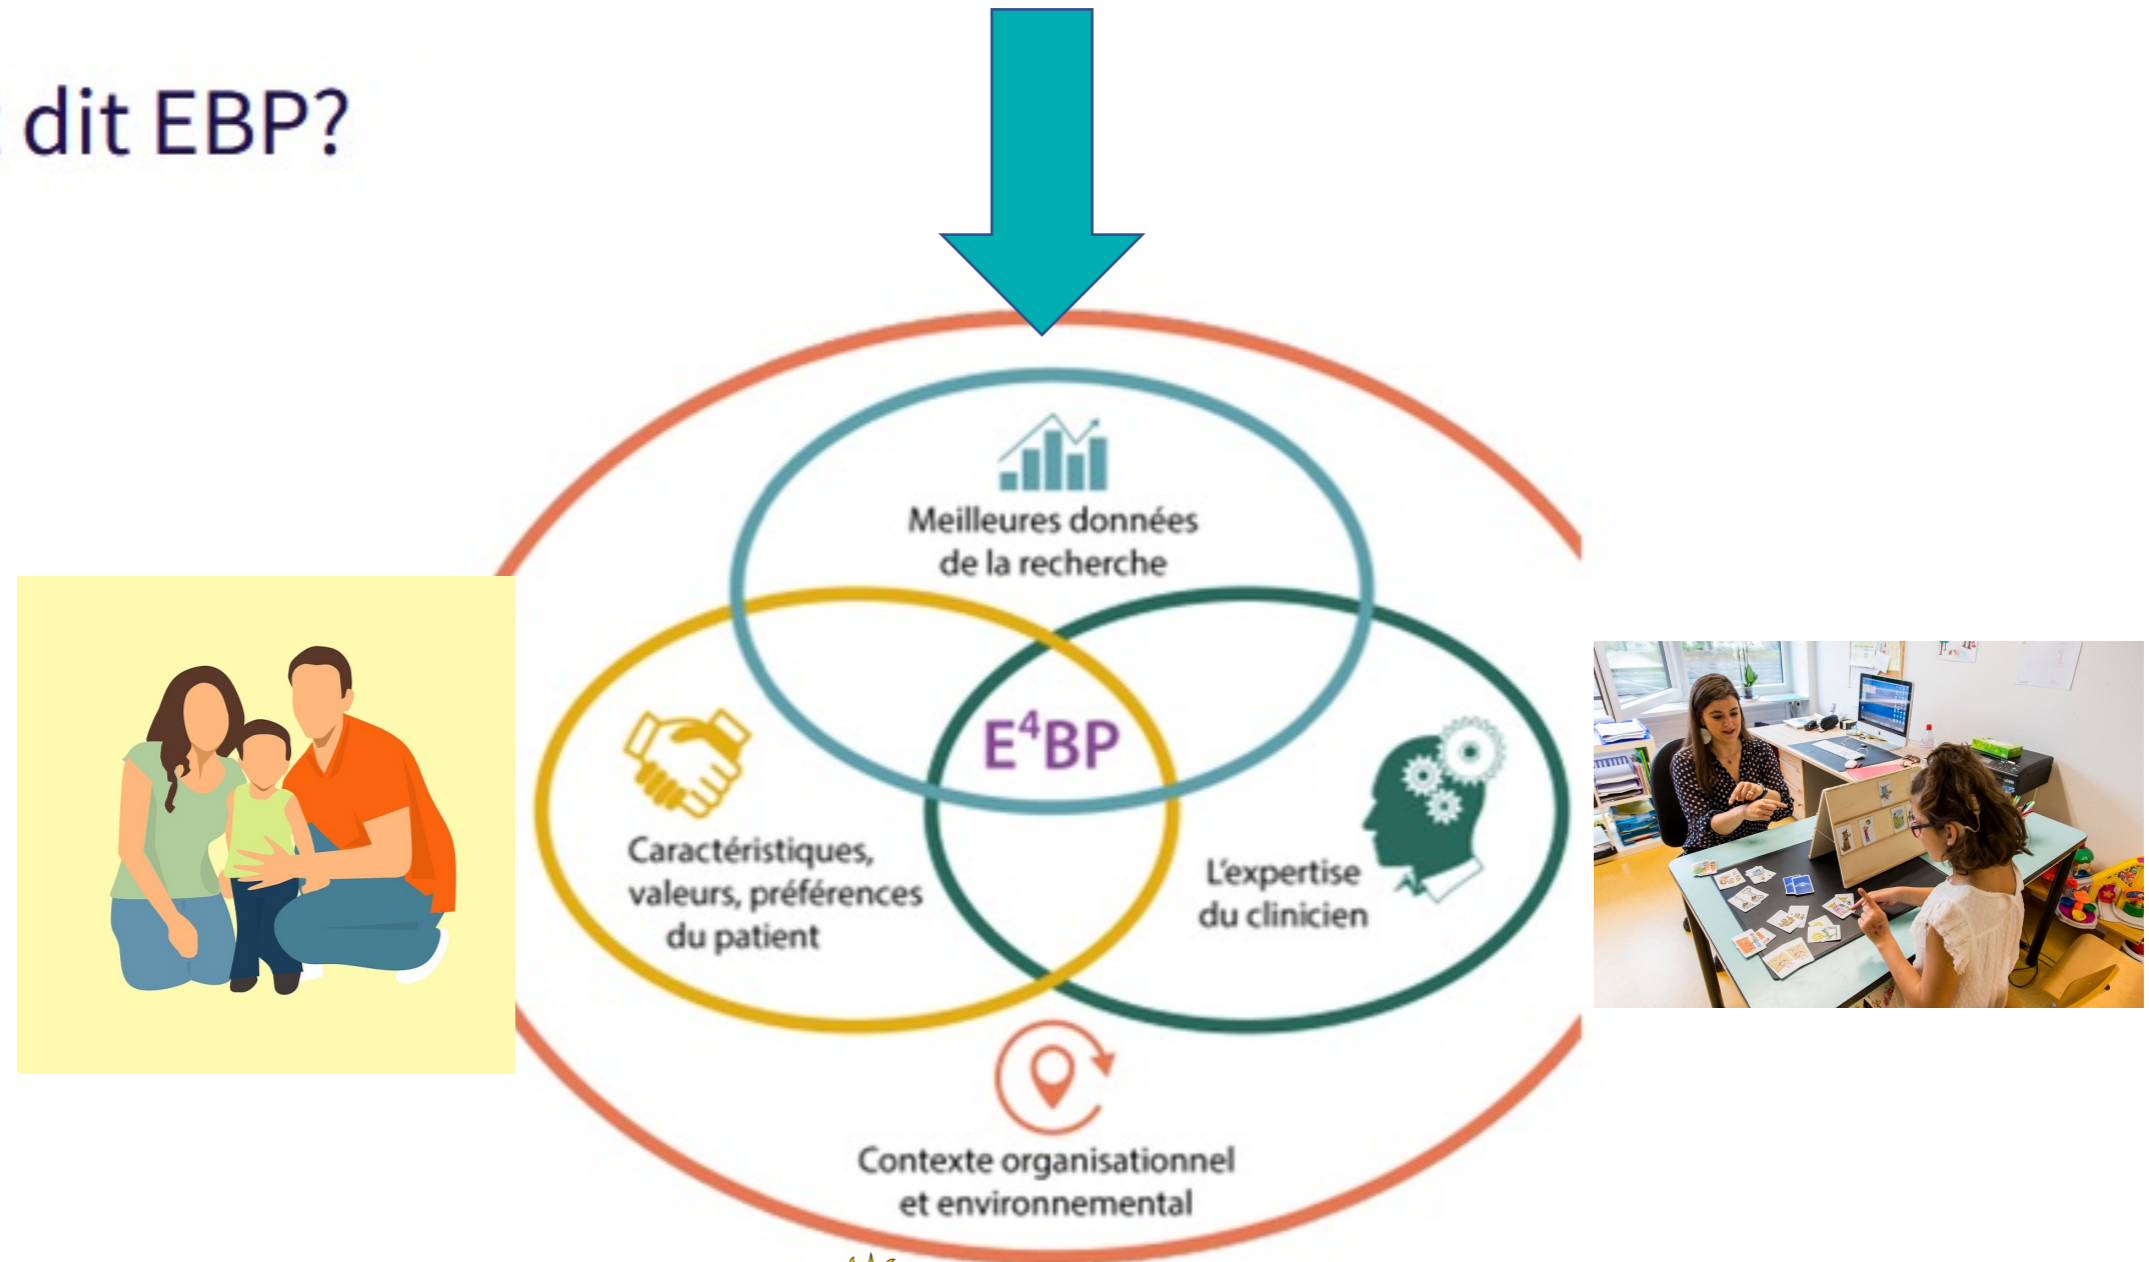 dit EBP?
Meilleures données
de la recherche
E⁴BP
Caractéristiques,
valeurs, préférences
du patient
L'expertise
du clinicien
Contexte organisationnel
et environnemental